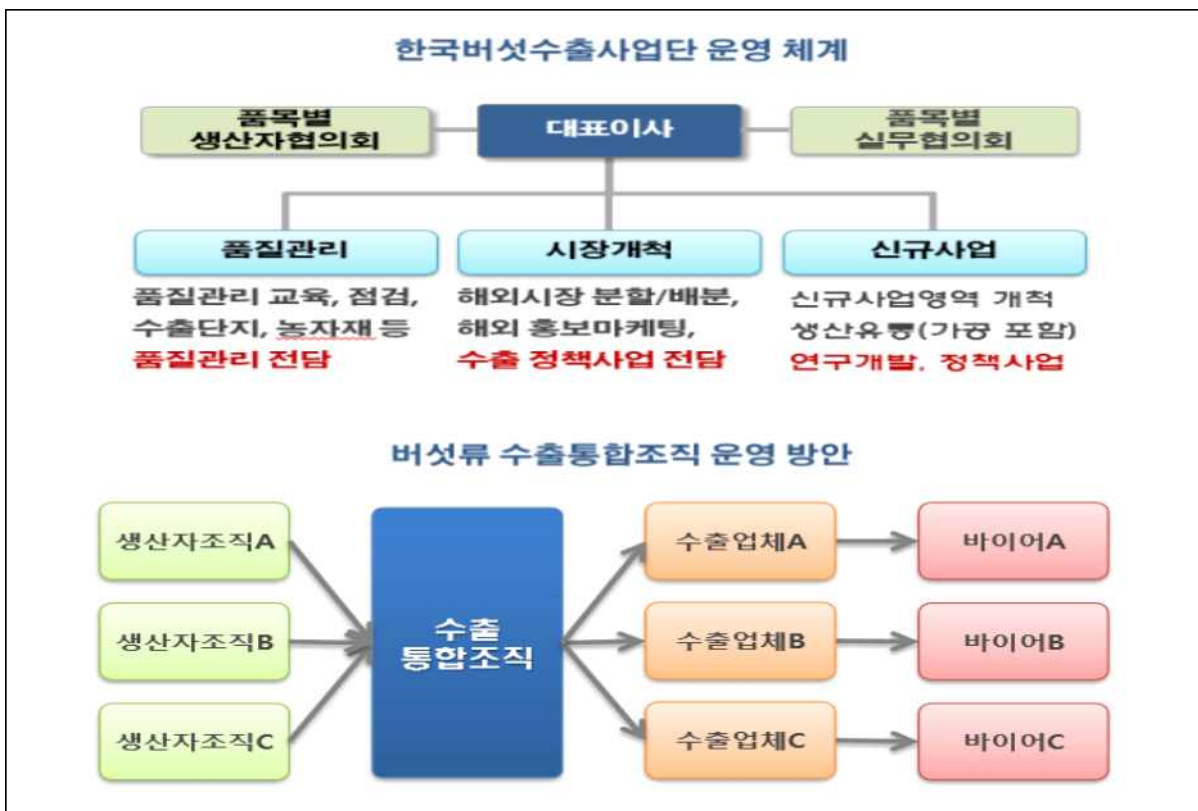 한국버섯수출사업단 운영 체계
품목별
생산자협의회
대표이사
품목별
실무협의회
품질관리
시장개척
신규사업
품질관리 교육, 점검,
수출단지, 농자재 등
품질관리 전담
해외시장 분할/배분,
해외 홍보마케팅,
수출 정책사업 전담
신규사업영역 개척
생산유통(가공 포함)
연구개발, 정책사업
버섯류 수출통합조직 운영 방안
생산자조직A
생산자조직B
생산자조직C
수출
통합조직
수출업체A
수출업체B
수출업체C
바이어A
바이어B
바이어C